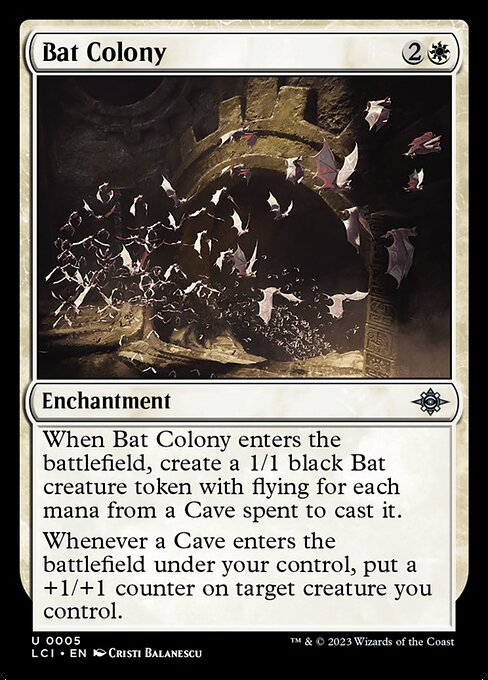 Bat Colony 2
Enchantment
When Bat Colony enters the
battlefield, create a 1/1 black Bat
creature token with flying for each
mana from a Cave spent to cast it.
Whenever a Cave enters the
battlefield under your control, put a
+1/+1 counter on target creature you
control.
U 0005
LCI • EN Cristi Balanescu
™ & © 2023 Wizards of the Coast